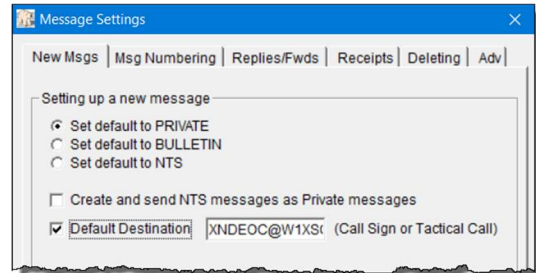 Message Settings
New Msgs Msg Numbering Replies/Fwds Receipts Deleting Adv
Setting up a new message
Set default to PRIVATE
Set default to BULLETIN
Set default to NTS
Create and send NTS messages as Private messages
Default Destination (Call Sign or Tactical Call)